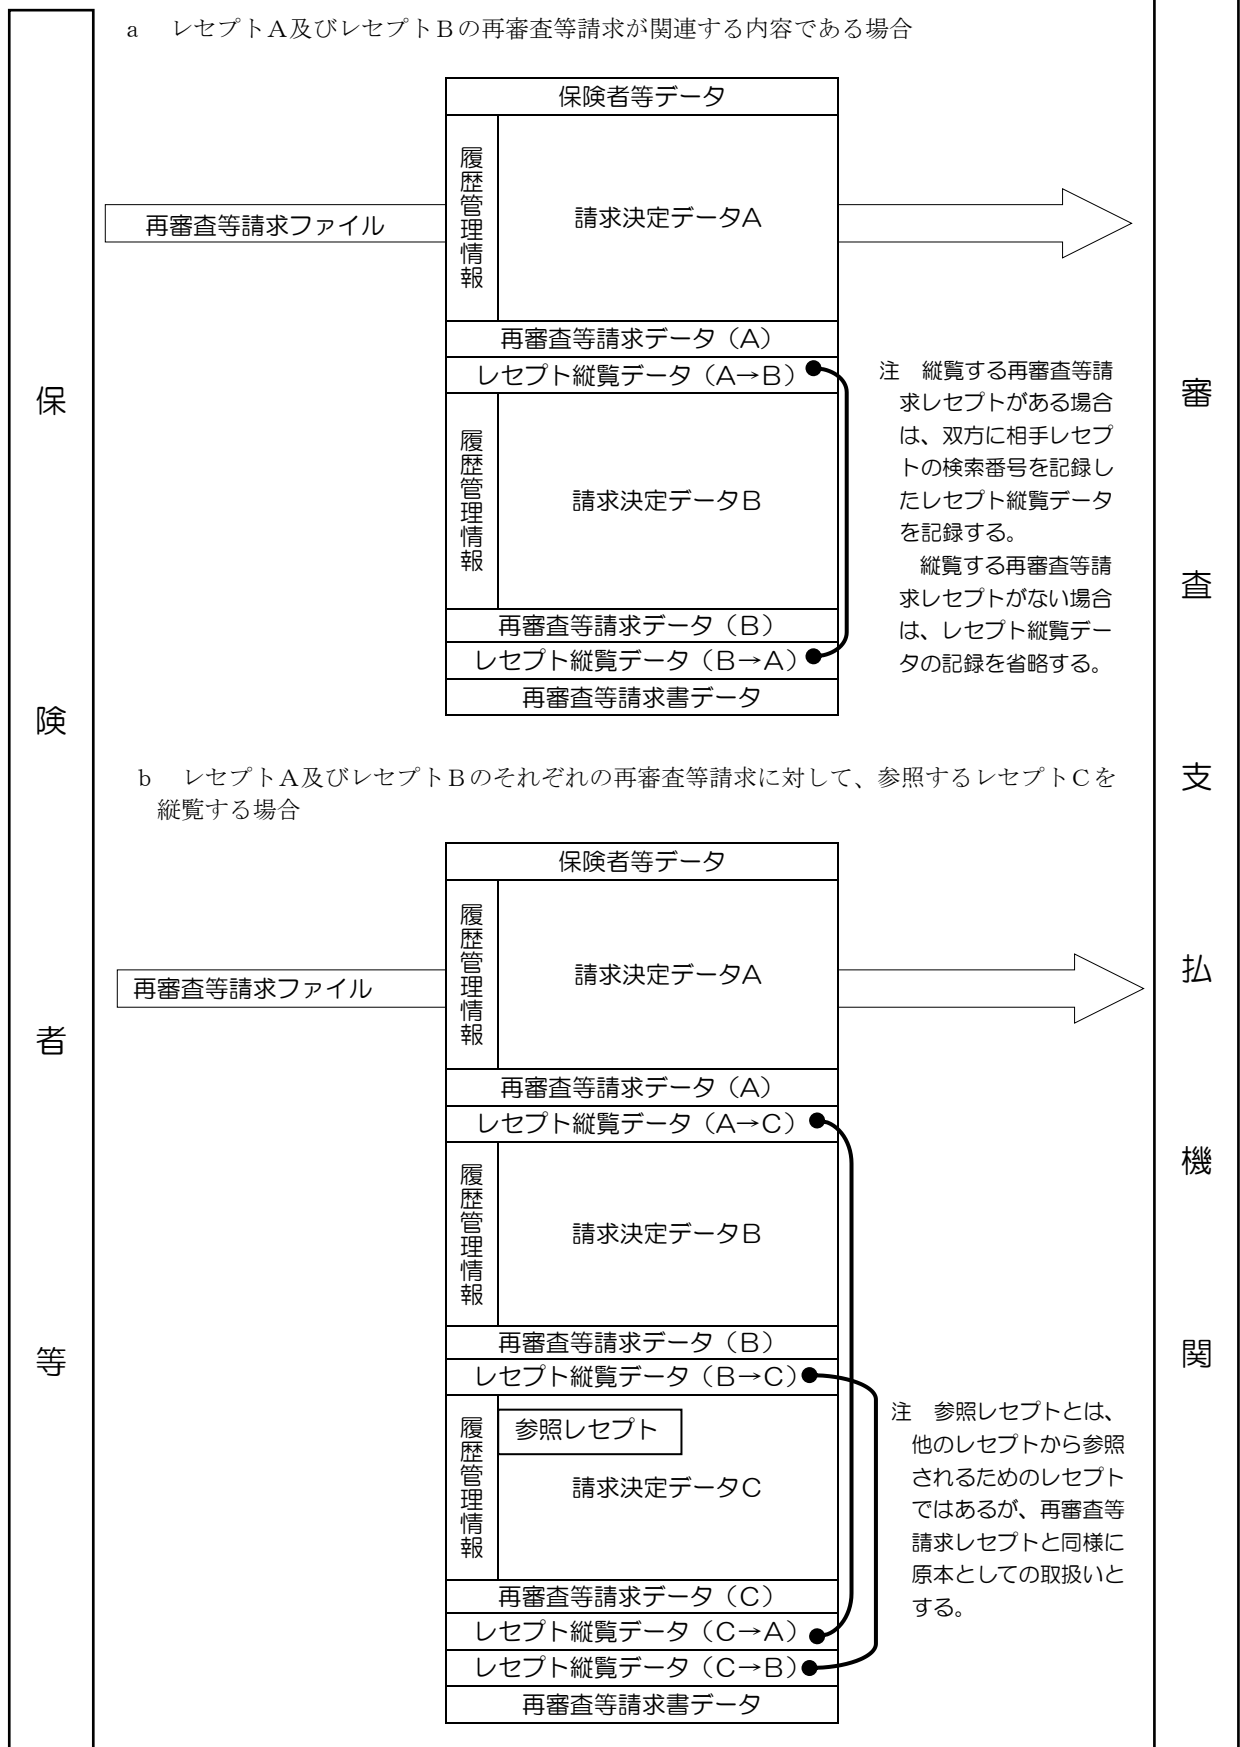 a　レセプトＡ及びレセプトＢの再審査等請求が関連する内容である場合
保険者等
再審査等請求ファイル
保険者等データ
履歴管理情報
請求決定データＡ
再審査等請求データ（Ａ）
レセプト縦覧データ（Ａ→Ｂ）
履歴管理情報
請求決定データＢ
再審査等請求データ（Ｂ）
レセプト縦覧データ（Ｂ→Ａ）
再審査等請求書データ
注　縦覧する再審査等請
求レセプトがある場合
は、双方に相手レセプ
トの検索番号を記録し
たレセプト縦覧データ
を記録する。
縦覧する再審査等請
求レセプトがない場合
は、レセプト縦覧デー
タの記録を省略する。
審査支払機関
b　レセプトＡ及びレセプトＢのそれぞれの再審査等請求に対して、参照するレセプトＣを
縦覧する場合
再審査等請求ファイル
保険者等データ
履歴管理情報
請求決定データＡ
再審査等請求データ（Ａ）
レセプト縦覧データ（Ａ→Ｃ）
履歴管理情報
請求決定データＢ
再審査等請求データ（Ｂ）
レセプト縦覧データ（Ｂ→Ｃ）
履歴管理情報
参照レセプト
請求決定データＣ
再審査等請求データ（Ｃ）
レセプト縦覧データ（Ｃ→Ａ）
レセプト縦覧データ（Ｃ→Ｂ）
再審査等請求書データ
注　参照レセプトとは、
他のレセプトから参照
されるためのレセプト
ではあるが、再審査等
請求レセプトと同様に
原本としての取扱いと
する。